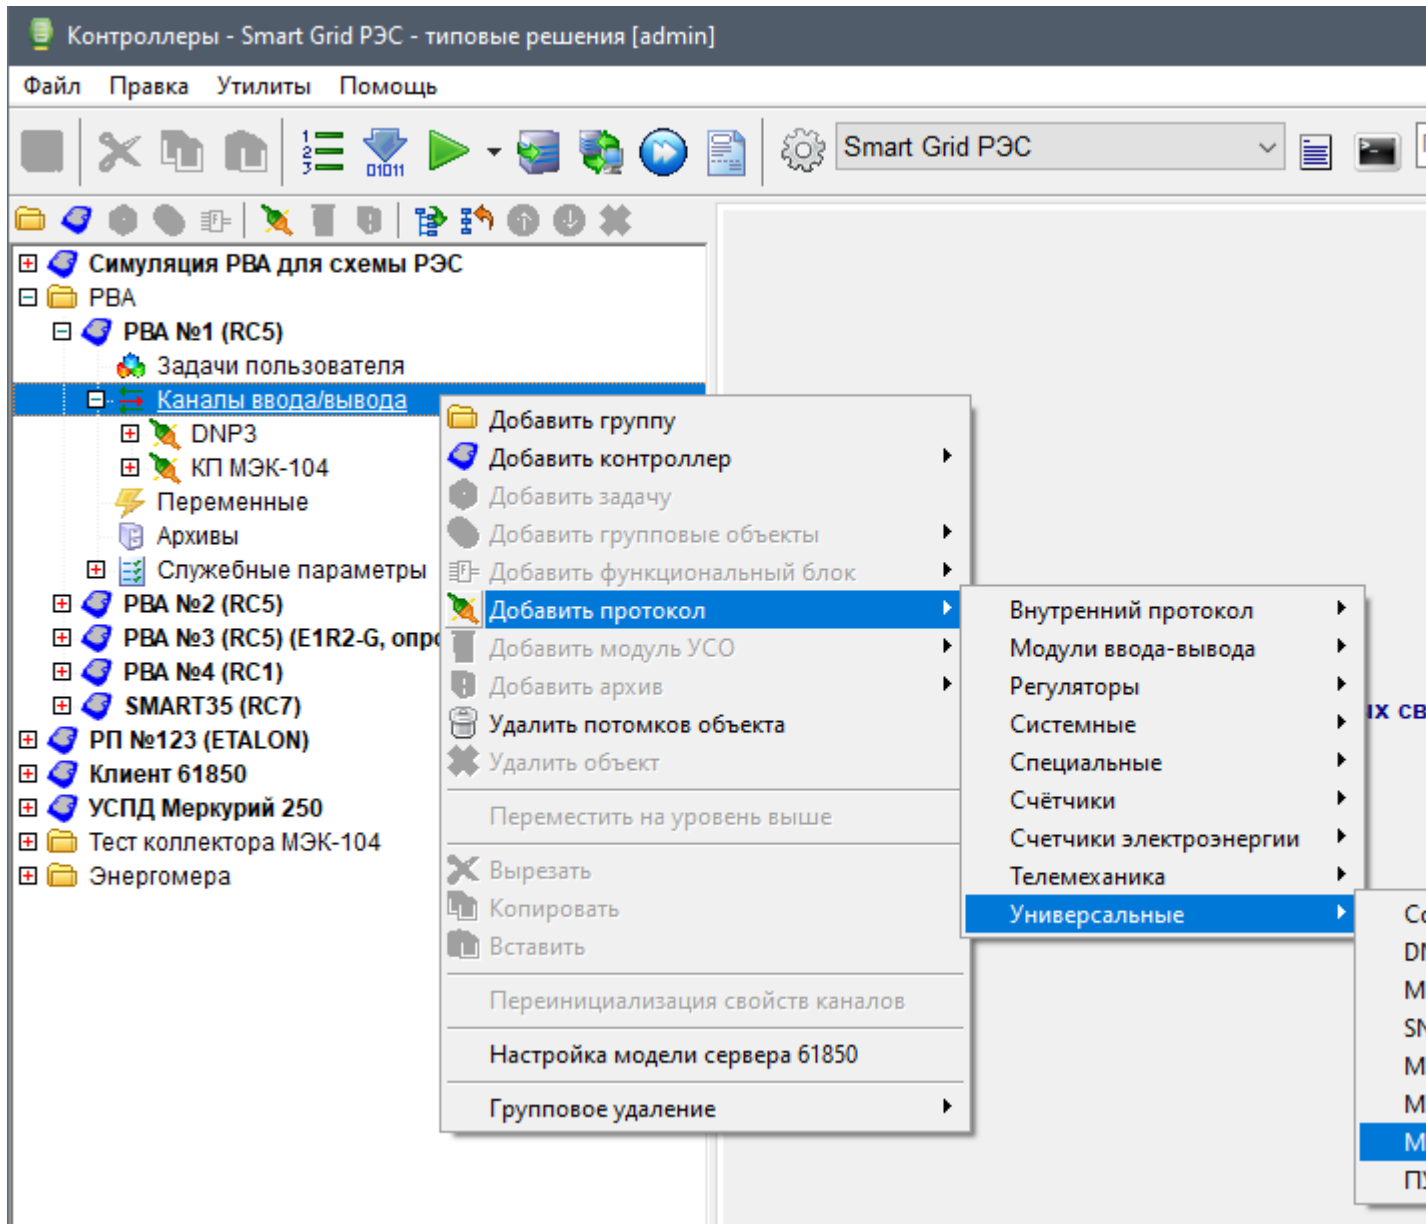 Контроллеры - Smart Grid РЭС - типовые решения [admin]
Файл Правка Утилиты Помощь
Smart Grid РЭС
Симуляция РВА для схемы РЭС
РВА
РВА №1 (RC5)
Задачи пользователя
Каналы ввода/вывода
DNP3
КП МЭК-104
Переменные
Архивы
Служебные параметры
РВА №2 (RC5)
РВА №3 (RC5) (E1R2-G,
РВА №4 (RC1)
SMART35 (RC7)
РП №123 (ETALON)
Клиент 61850
УСПД Меркурий 250
Тест коллектора МЭК-104
Энергомера
Добавить группу
Добавить контроллер
Добавить задачу
Добавить групповые объекты
Добавить функциональный блок
Добавить протокол
Добавить модуль УСО
Добавить архив
Удалить потомков объекта
Удалить объект
Переместить на уровень выше
Вырезать
Копировать
Вставить
Переинициализация свойств каналов
Настройка модели сервера 61850
Групповое удаление
Внутренний протокол
Модули ввода-вывода
Регуляторы
Системные
Специальные
Счётчики
Счетчики электроэнергии
Телемеханика
Универсальные